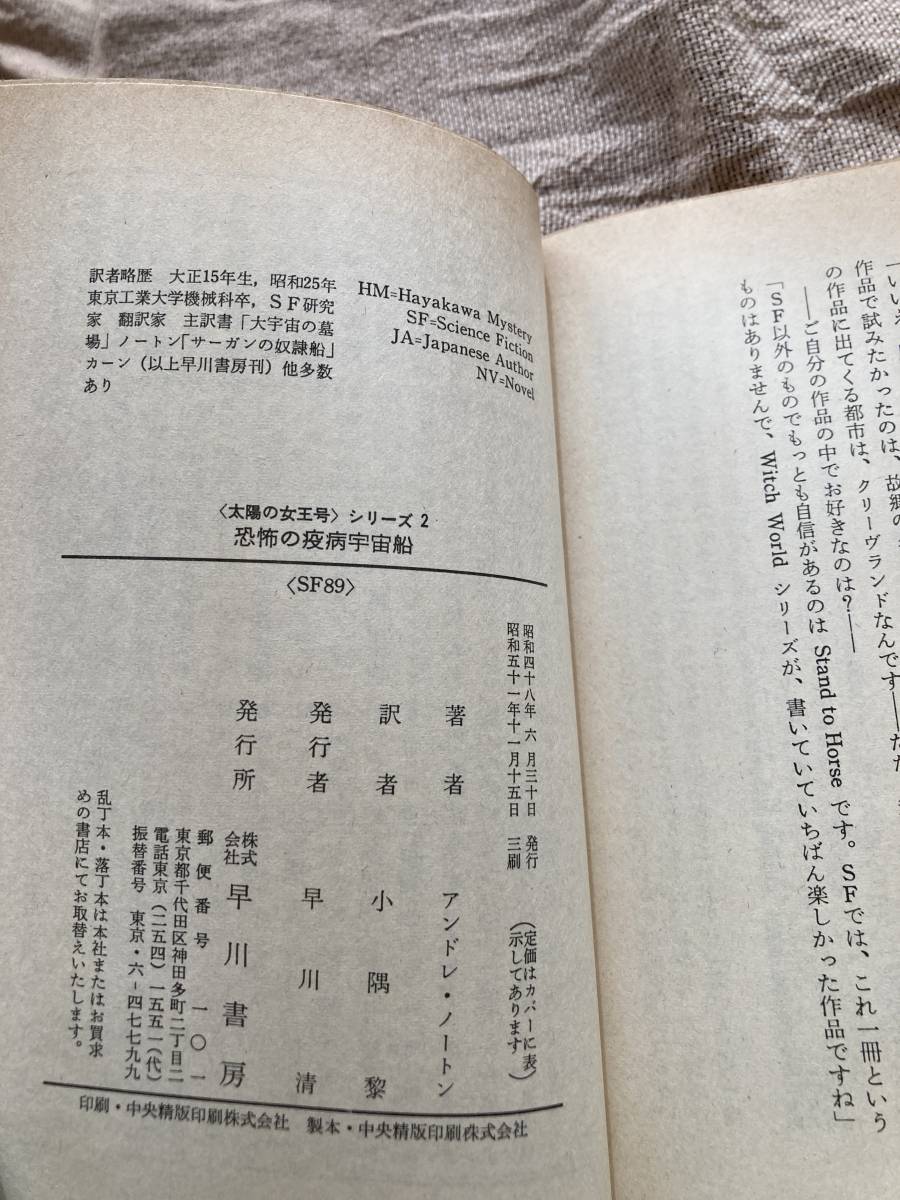 「いいえ
作品で試みたかったのは、故郷の
の作品に出てくる都市は、クリーヴランドなんです――ただ
――ご自分の作品の中でお好きなのは？――
「ＳＦ以外のものでもっとも自信があるのは Stand to Horse です。ＳＦでは、これ一冊という
ものはありませんで、Witch World シリーズが、書いていていちばん楽しかった作品ですね」
訳者略歴　大正15年生，昭和25年
東京工業大学機械科卒，ＳＦ研究
家　翻訳家　主訳書「大宇宙の墓
場」ノートン「サーガンの奴隷船」
カーン（以上早川書房刊）他多数
あり
HM=Hayakawa Mystery
SF=Science Fiction
JA=Japanese Author
NV=Novel
〈太陽の女王号〉シリーズ 2
恐怖の疫病宇宙船
〈SF89〉
昭和四十八年六月三十日　発行
昭和五十一年十一月十五日　三刷
（定価はカバーに表
示してあります）
著者　アンドレ・ノートン
訳者　小隅黎
発行者　早川清
発行所　株式会社　早川書房
郵便番号　一〇一
東京都千代田区神田多町二丁目二
電話東京（二五四）一五五一（代）
振替番号　東京・六－四七七九九
乱丁本・落丁本は本社またはお買求
めの書店にてお取替えいたします。
印刷・中央精版印刷株式会社　製本・中央精版印刷株式会社